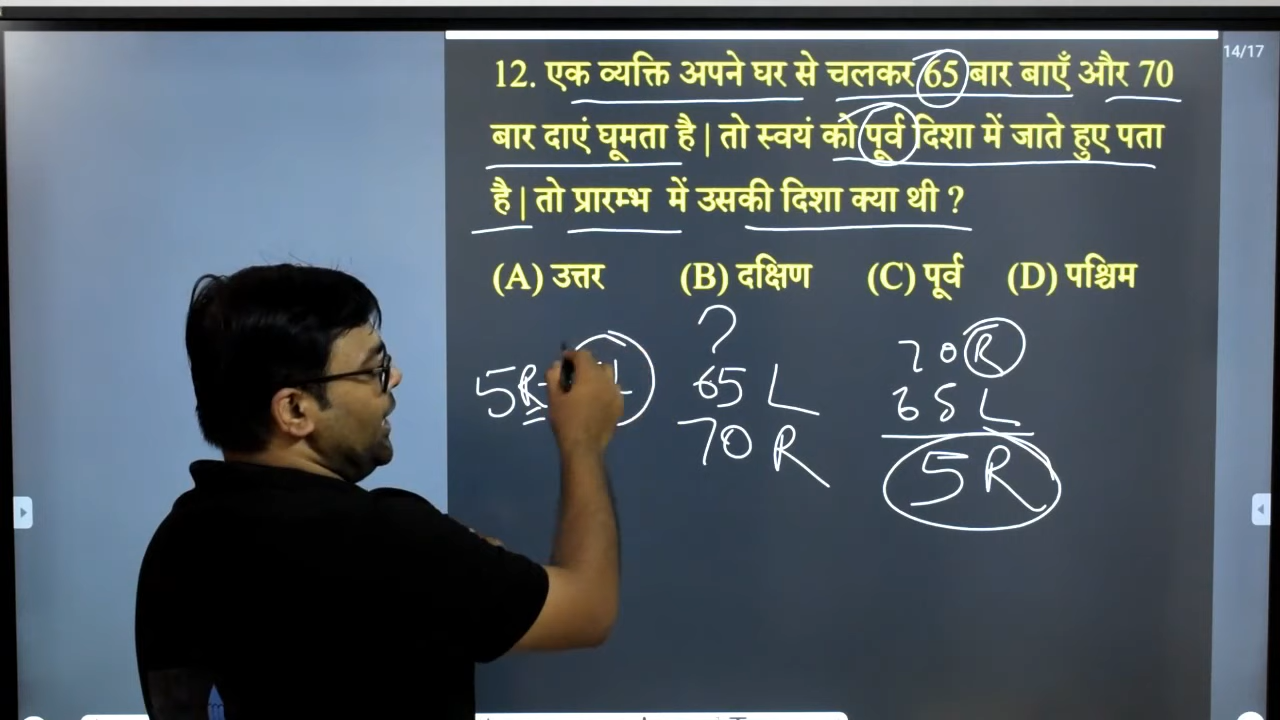 14/17
12. एक व्यक्ति अपने घर से चलकर 65 बार बाएँ और 70
बार दाएं घूमता है | तो स्वयं को पूर्व दिशा में जाते हुए पता
है | तो प्रारम्भ में उसकी दिशा क्या थी ?
(A) उत्तर (B) दक्षिण (C) पूर्व (D) पश्चिम
?
5R
65 L
70 R
70 R
65 L
5 R